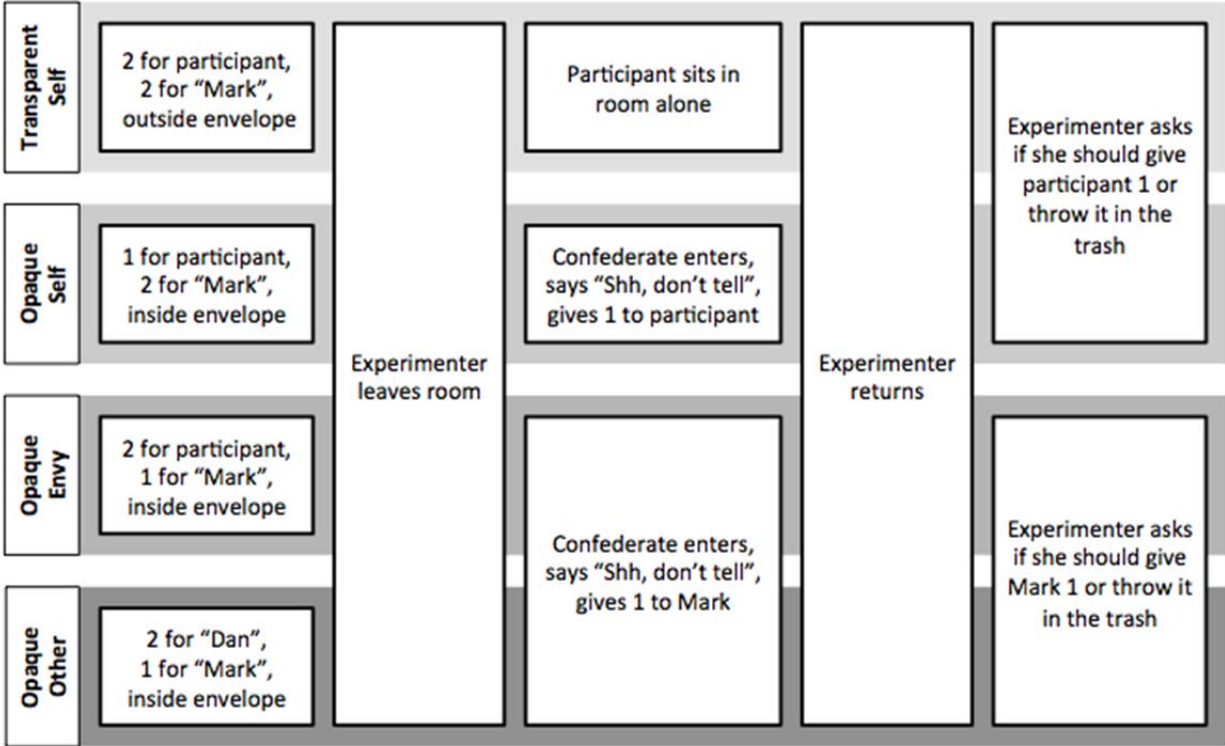 Transparent
Self
2 for participant,
2 for “Mark”,
outside envelope
Participant sits in
room alone
Opaque
Self
1 for participant,
2 for “Mark”,
inside envelope
Confederate enters,
says “Shh, don’t tell”,
gives 1 to participant
Experimenter asks
if she should give
participant 1 or
throw it in the
trash
Experimenter
leaves room
Experimenter
returns
Opaque
Envy
2 for participant,
1 for “Mark”,
inside envelope
Opaque
Other
2 for “Dan”,
1 for “Mark”,
inside envelope
Confederate enters,
says “Shh, don’t tell”,
gives 1 to Mark
Experimenter asks
if she should give
Mark 1 or throw it
in the trash